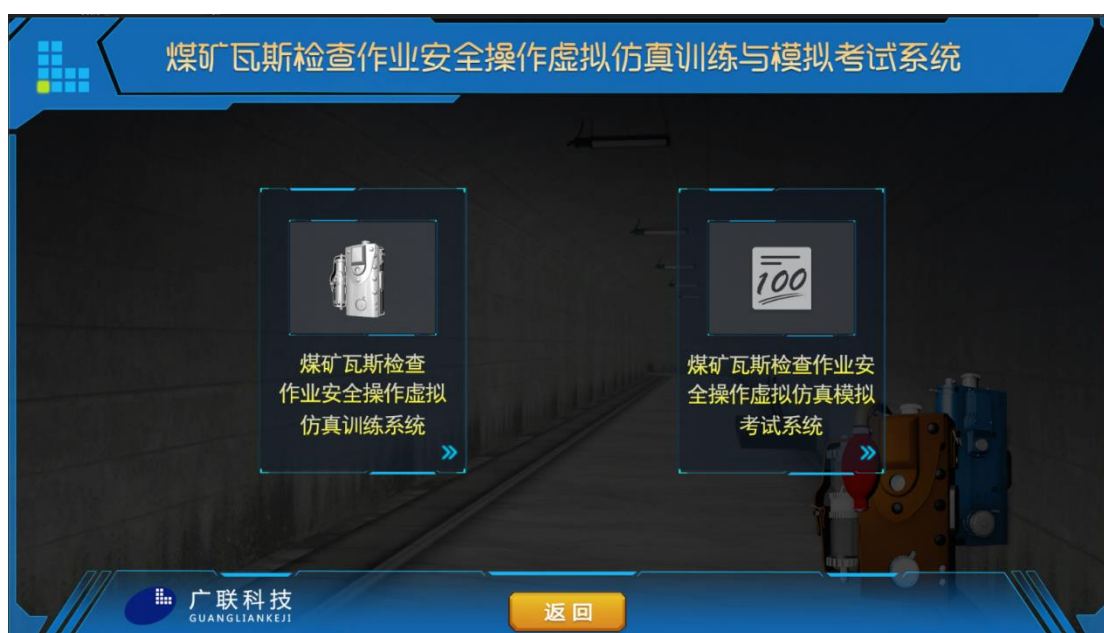 煤矿瓦斯检查作业安全操作虚拟仿真训练与模拟考试系统
煤矿瓦斯检查
作业安全操作虚拟
仿真训练系统
100
煤矿瓦斯检查作业安
全操作虚拟仿真模拟
考试系统
广联科技
GUANGLIANKEJI
返回